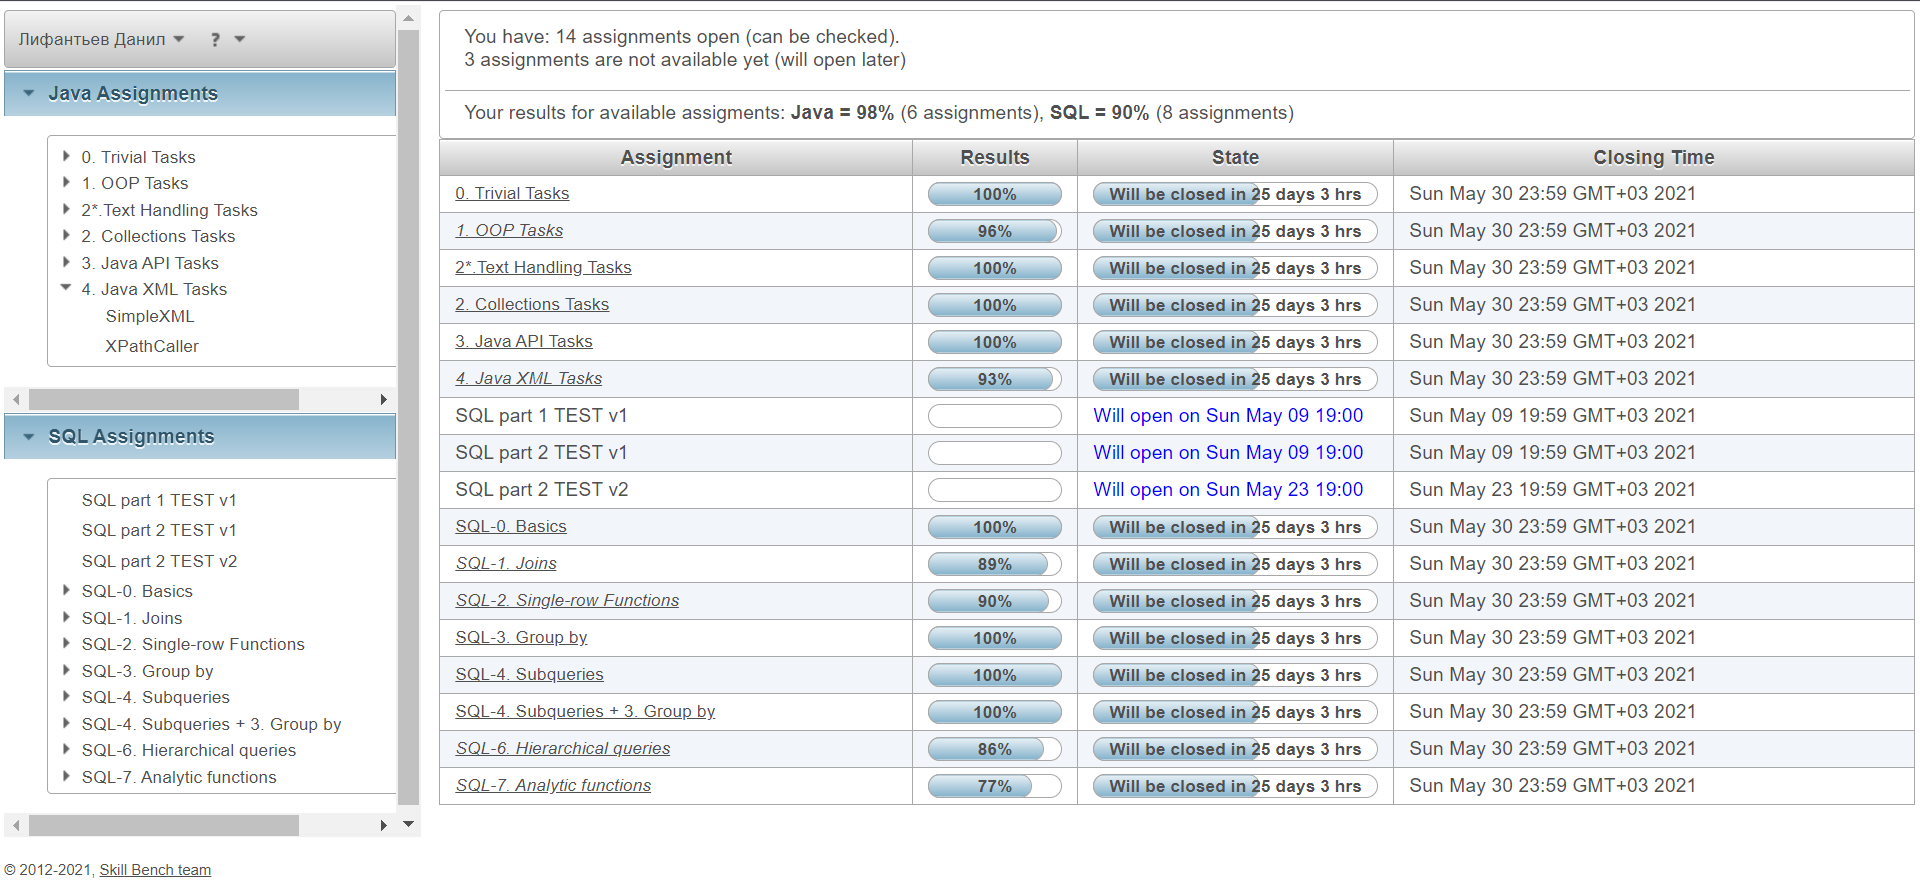 Лифантьев Данил ?
Java Assignments
0. Trivial Tasks
1. OOP Tasks
2*.Text Handling Tasks
2. Collections Tasks
3. Java API Tasks
4. Java XML Tasks
SimpleXML
XPathCaller
SQL Assignments
SQL part 1 TEST v1
SQL part 2 TEST v1
SQL part 2 TEST v2
SQL-0. Basics
SQL-1. Joins
SQL-2. Single-row Functions
SQL-3. Group by
SQL-4. Subqueries
SQL-4. Subqueries + 3. Group by
SQL-6. Hierarchical queries
SQL-7. Analytic functions
You have: 14 assignments open (can be checked).
3 assignments are not available yet (will open later)
Your results for available assigments: Java = 98% (6 assignments), SQL = 90% (8 assignments)
Assignment Results State Closing Time
0. Trivial Tasks 100% Will be closed in 25 days 3 hrs Sun May 30 23:59 GMT+03 2021
1. OOP Tasks 96% Will be closed in 25 days 3 hrs Sun May 30 23:59 GMT+03 2021
2*.Text Handling Tasks 100% Will be closed in 25 days 3 hrs Sun May 30 23:59 GMT+03 2021
2. Collections Tasks 100% Will be closed in 25 days 3 hrs Sun May 30 23:59 GMT+03 2021
3. Java API Tasks 100% Will be closed in 25 days 3 hrs Sun May 30 23:59 GMT+03 2021
4. Java XML Tasks 93% Will be closed in 25 days 3 hrs Sun May 30 23:59 GMT+03 2021
SQL part 1 TEST v1 Will open on Sun May 09 19:00 Sun May 09 19:59 GMT+03 2021
SQL part 2 TEST v1 Will open on Sun May 09 19:00 Sun May 09 19:59 GMT+03 2021
SQL part 2 TEST v2 Will open on Sun May 23 19:00 Sun May 23 19:59 GMT+03 2021
SQL-0. Basics 100% Will be closed in 25 days 3 hrs Sun May 30 23:59 GMT+03 2021
SQL-1. Joins 89% Will be closed in 25 days 3 hrs Sun May 30 23:59 GMT+03 2021
SQL-2. Single-row Functions 90% Will be closed in 25 days 3 hrs Sun May 30 23:59 GMT+03 2021
SQL-3. Group by 100% Will be closed in 25 days 3 hrs Sun May 30 23:59 GMT+03 2021
SQL-4. Subqueries 100% Will be closed in 25 days 3 hrs Sun May 30 23:59 GMT+03 2021
SQL-4. Subqueries + 3. Group by 100% Will be closed in 25 days 3 hrs Sun May 30 23:59 GMT+03 2021
SQL-6. Hierarchical queries 86% Will be closed in 25 days 3 hrs Sun May 30 23:59 GMT+03 2021
SQL-7. Analytic functions 77% Will be closed in 25 days 3 hrs Sun May 30 23:59 GMT+03 2021
© 2012-2021, Skill Bench team